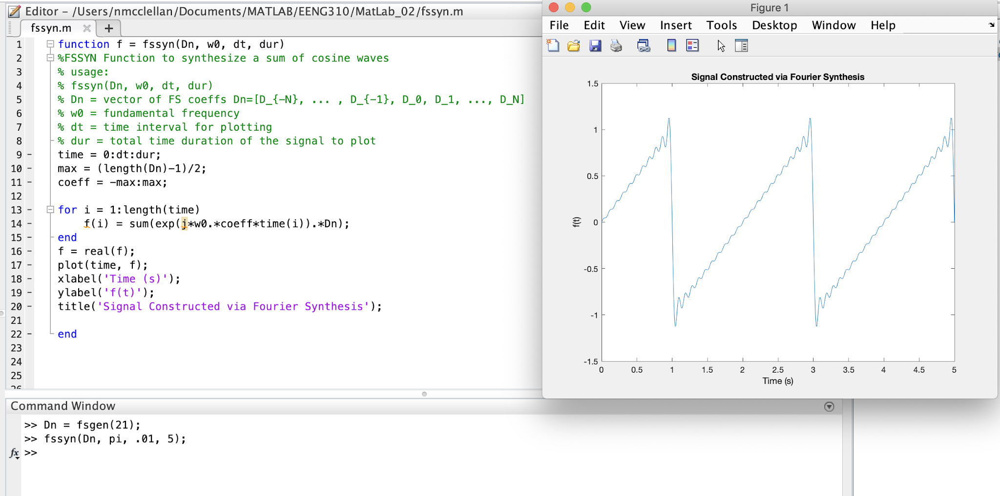 Editor – /Users/nmcclellan/Documents/MATLAB/EENG310/MatLab_02/fssyn.m
fssyn.m
+
1 function f = fssyn(Dn, w0, dt, dur)
2 %FSSYN Function to synthesize a sum of cosine waves
3 % usage:
4 % fssyn(Dn, w0, dt, dur)
5 % Dn = vector of FS coeffs Dn=[D_{-N}, ... , D_{-1}, D_0, D_1, ..., D_N]
6 % w0 = fundamental frequency
7 % dt = time interval for plotting
8 % dur = total time duration of the signal to plot
9 - time = 0:dt:dur;
10 - max = (length(Dn)-1)/2;
11 - coeff = -max:max;
12
13 - for i = 1:length(time)
14 - f(i) = sum(exp(j*w0.*coeff*time(i)).*Dn);
15 - end
16 - f = real(f);
17 - plot(time, f);
18 - xlabel('Time (s)');
19 - ylabel('f(t)');
20 - title('Signal Constructed via Fourier Synthesis');
21
22 - end
23
24
25
26
Command Window
>> Dn = fsgen(21);
>> fssyn(Dn, pi, .01, 5);
fx >>
Figure 1
File Edit View Insert Tools Desktop Window Help
Signal Constructed via Fourier Synthesis
1.5
1
0.5
0
-0.5
-1
-1.5
f(t)
0 0.5 1 1.5 2 2.5 3 3.5 4 4.5 5
Time (s)